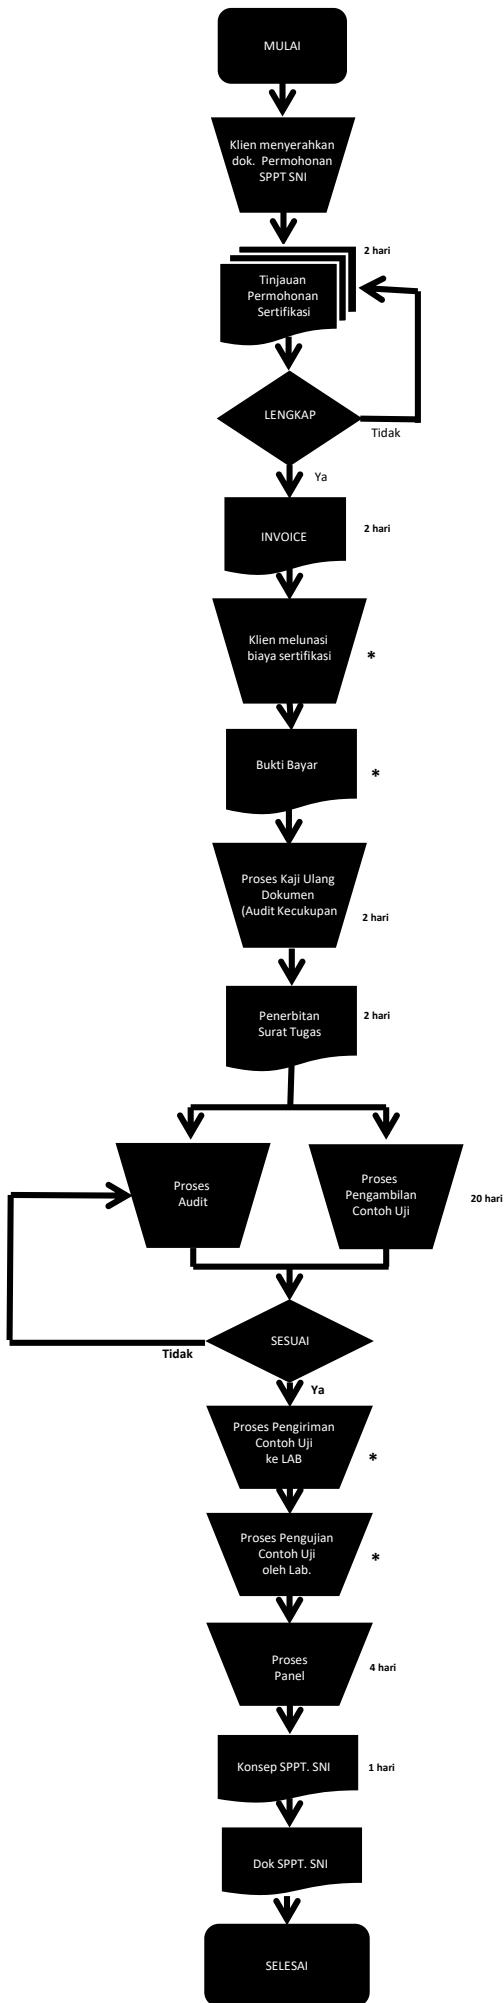 MULAI
Klien menyerahkan
dok. Permohonan
SPPT SNI
2 hari
Tinjauan
Permohonan
Sertifikasi
LENGKAP
Tidak
Ya
INVOICE
2 hari
Klien melunasi
biaya sertifikasi
*
Bukti Bayar
*
Proses Kaji Ulang
Dokumen
(Audit Kecukupan
2 hari
Penerbitan
Surat Tugas
2 hari
Proses
Audit
Proses
Pengambilan
Contoh Uji
20 hari
SESUAI
Tidak
Ya
Proses Pengiriman
Contoh Uji
ke LAB
*
Proses Pengujian
Contoh Uji
oleh Lab.
*
Proses
Panel
4 hari
Konsep SPPT. SNI
1 hari
Dok SPPT. SNI
SELESAI